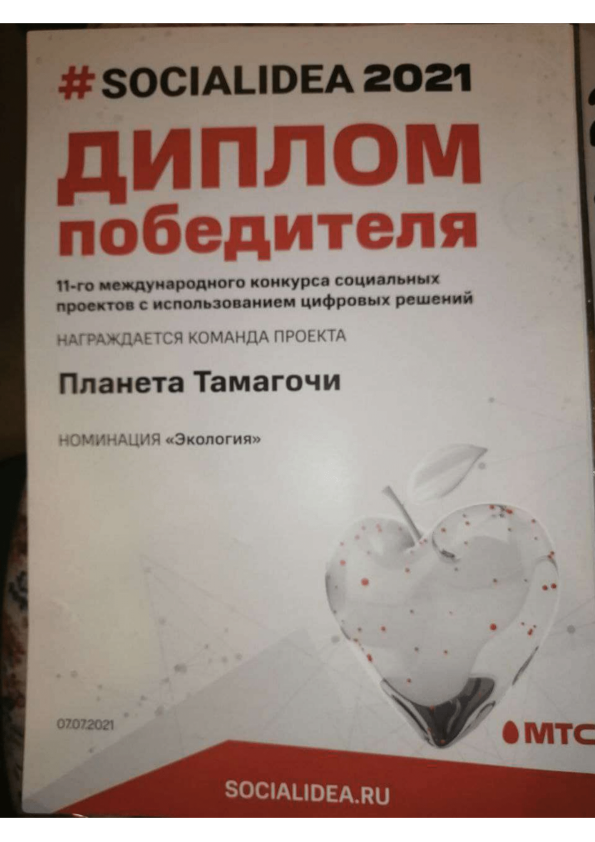 #SOCIALIDEA 2021
ДИПЛОМ
победителя
11-го международного конкурса социальных
проектов с использованием цифровых решений
НАГРАЖДАЕТСЯ КОМАНДА ПРОЕКТА
Планета Тамагочи
НОМИНАЦИЯ «Экология»
07.07.2021
МТС
SOCIALIDEA.RU